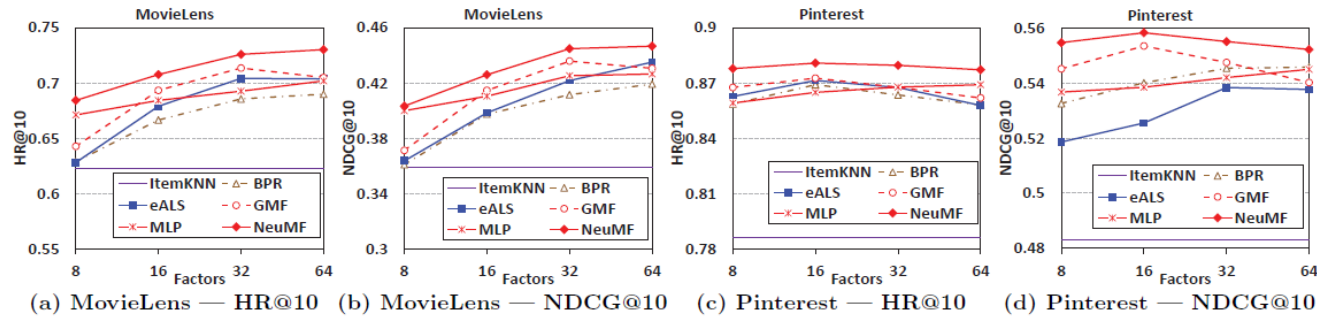 MovieLens
0.75
0.7
0.65
0.6
0.55
HR@10
ItemKNN
BPR
eALS
GMF
MLP
NeuMF
8
16
32
64
Factors
(a) MovieLens — HR@10
MovieLens
0.46
0.42
0.38
0.34
0.3
NDCG@10
ItemKNN
BPR
eALS
GMF
MLP
NeuMF
8
16
32
64
Factors
(b) MovieLens — NDCG@10
Pinterest
0.9
0.87
0.84
0.81
0.78
HR@10
ItemKNN
BPR
eALS
GMF
MLP
NeuMF
8
16
32
64
Factors
(c) Pinterest — HR@10
Pinterest
0.56
0.54
0.52
0.5
0.48
NDCG@10
ItemKNN
BPR
eALS
GMF
MLP
NeuMF
8
16
32
64
Factors
(d) Pinterest — NDCG@10